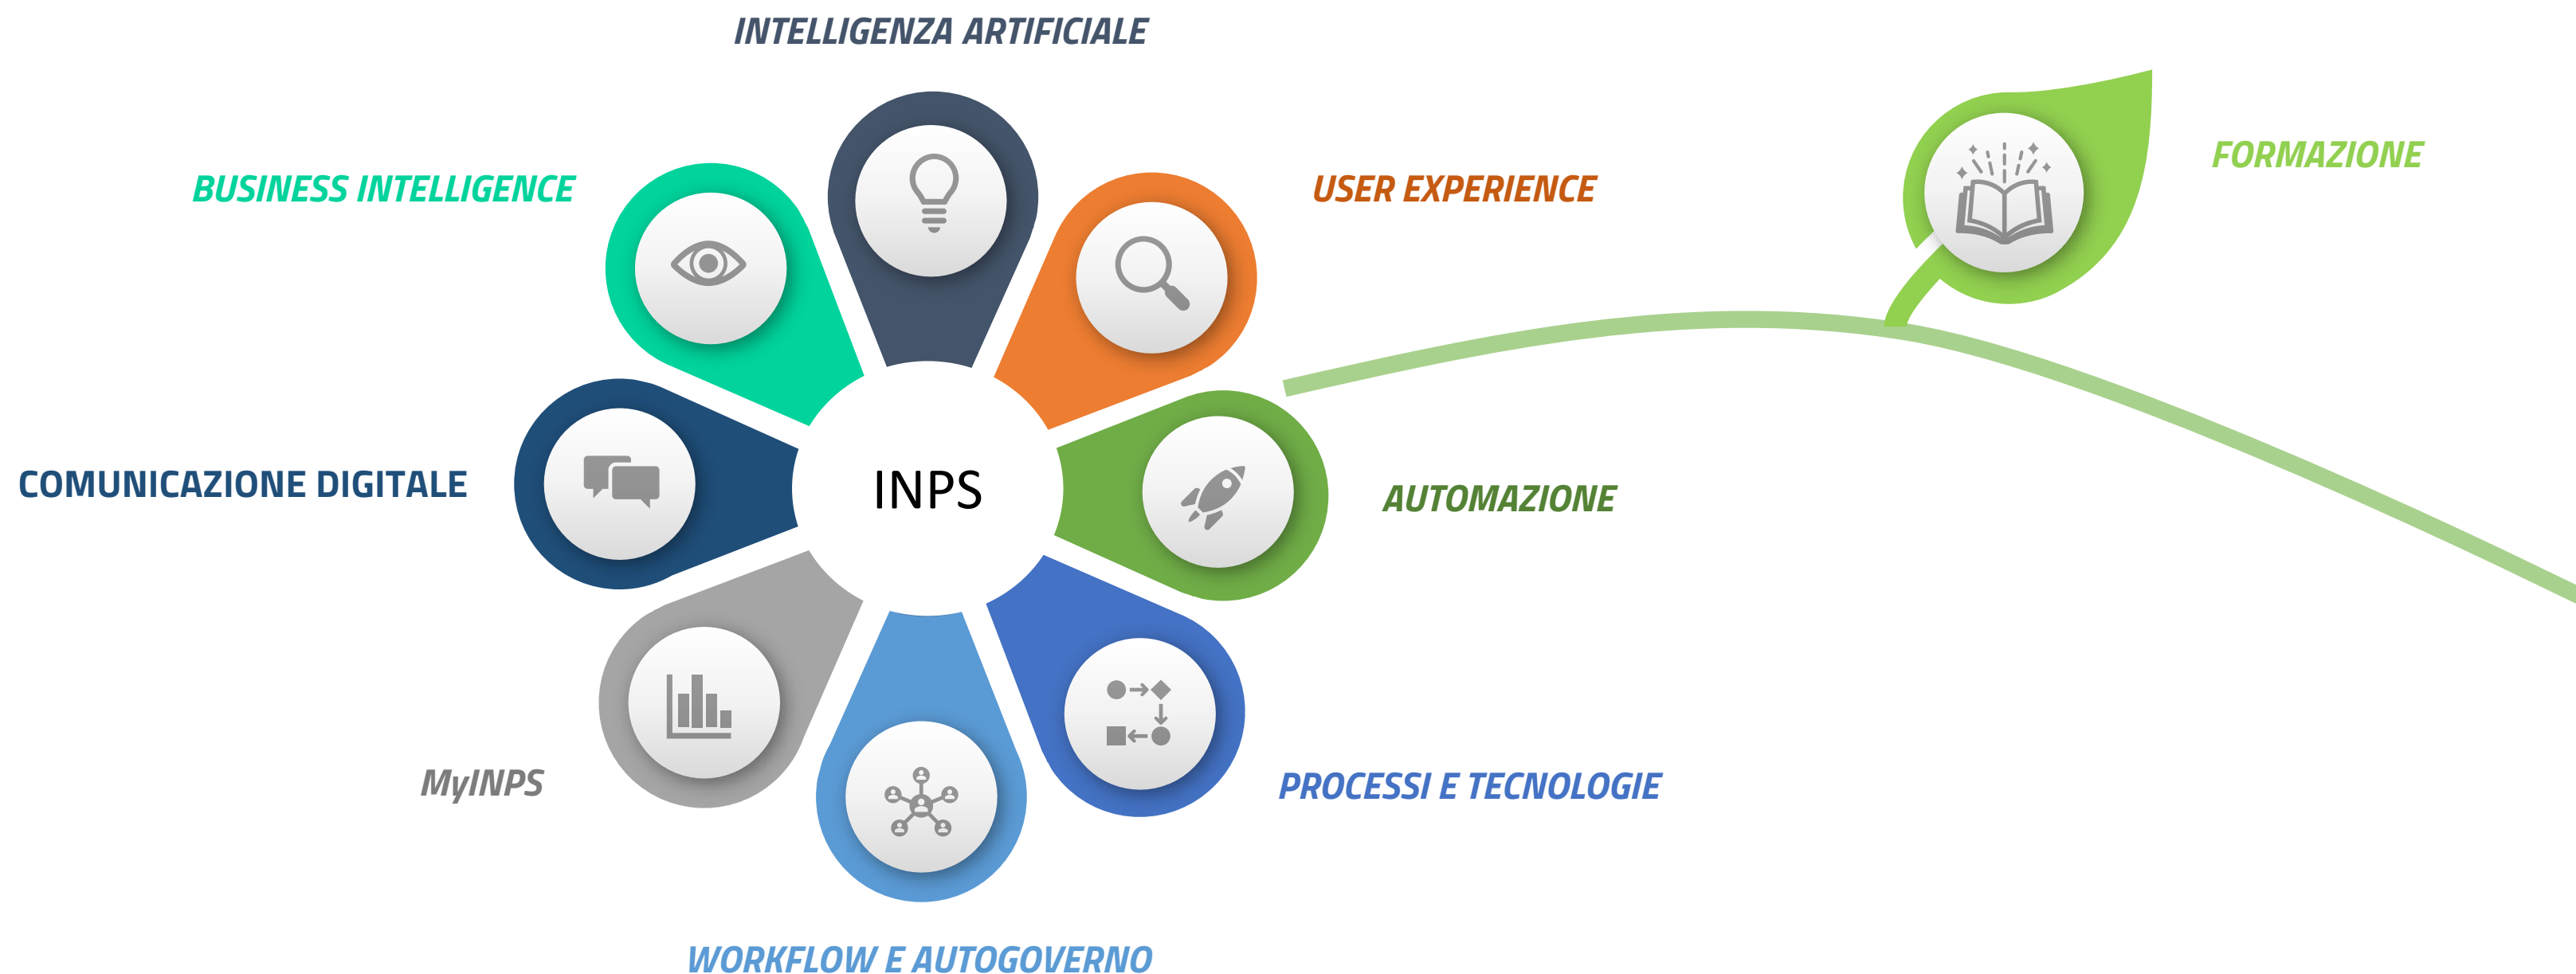 INTELLIGENZA ARTIFICIALE
FORMAZIONE
BUSINESS INTELLIGENCE
USER EXPERIENCE
COMUNICAZIONE DIGITALE
INPS
AUTOMAZIONE
MyINPS
PROCESSI E TECNOLOGIE
WORKFLOW E AUTOGOVERNO